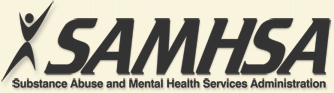 SAMHSA
Substance Abuse and Mental Health Services Administration